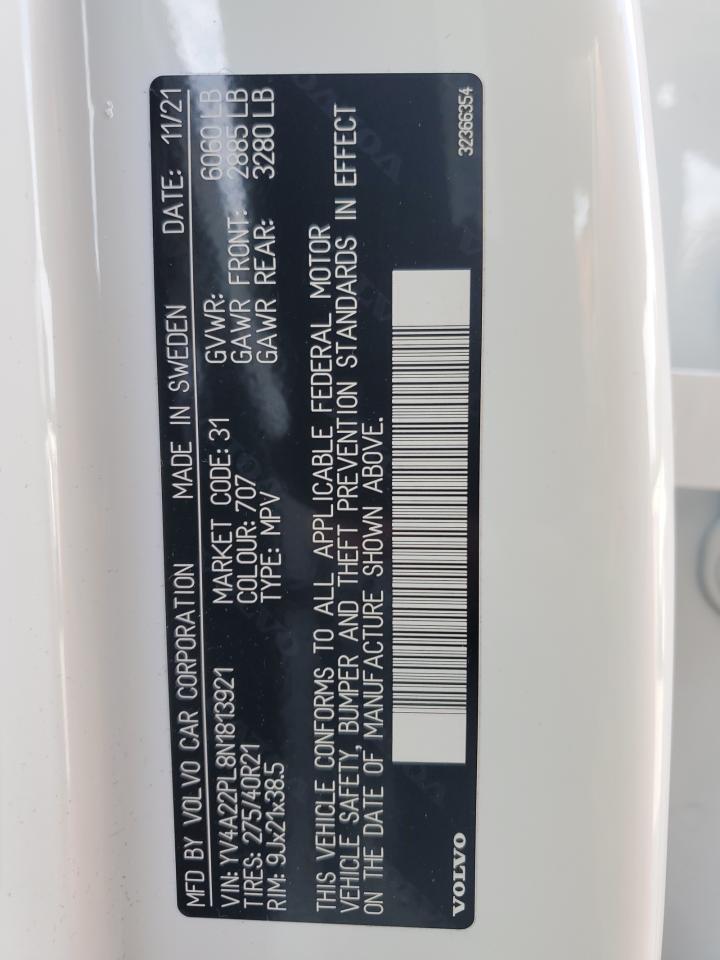 MFD BY VOLVO CAR CORPORATION MADE IN SWEDEN DATE: 11/21
VIN: YV4A22PL8N1813921 MARKET CODE: 31 GVWR: 6060 LB
TIRES: 275/40R21 COLOUR: 707 GAWR FRONT: 2885 LB
RIM: 9Jx21x38.5 TYPE: MPV GAWR REAR: 3280 LB
THIS VEHICLE CONFORMS TO ALL APPLICABLE FEDERAL MOTOR
VEHICLE SAFETY, BUMPER AND THEFT PREVENTION STANDARDS IN EFFECT
ON THE DATE OF MANUFACTURE SHOWN ABOVE.
VOLVO 32366354